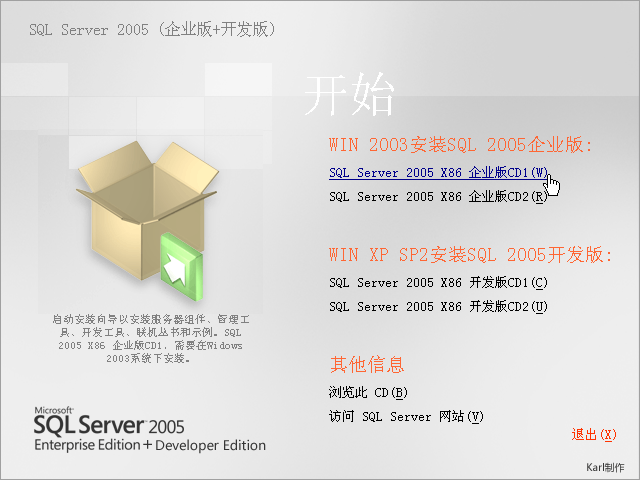 SQL Server 2005 (企业版+开发版)
开始
WIN 2003安装SQL 2005企业版:
SQL Server 2005 X86 企业版CD1(W)
SQL Server 2005 X86 企业版CD2(R)
WIN XP SP2安装SQL 2005开发版:
SQL Server 2005 X86 开发版CD1(C)
SQL Server 2005 X86 开发版CD2(U)
启动安装向导以安装服务器组件、管理工
具、开发工具、联机丛书和示例。SQL
2005 X86 企业版CD1, 需要在Widows
2003系统下安装。
其他信息
浏览此 CD(B)
访问 SQL Server 网站(V)
Microsoft
SQL Server 2005
Enterprise Edition + Developer Edition
退出(X)
Karl制作